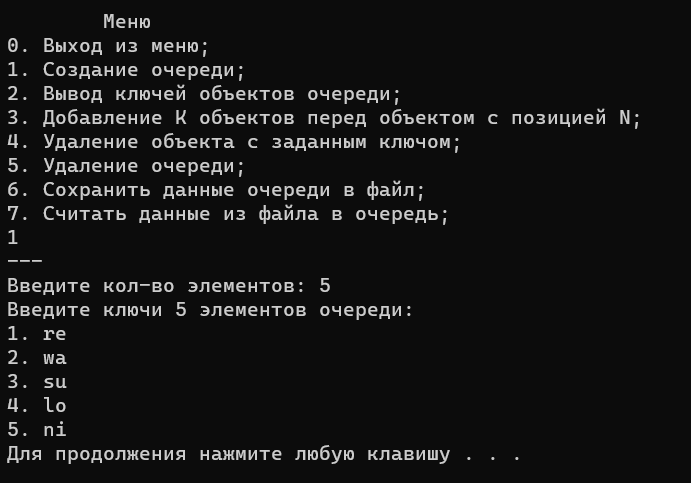 Меню
0. Выход из меню;
1. Создание очереди;
2. Вывод ключей объектов очереди;
3. Добавление К объектов перед объектом с позицией N;
4. Удаление объекта с заданным ключом;
5. Удаление очереди;
6. Сохранить данные очереди в файл;
7. Считать данные из файла в очередь;
1
---
Введите кол-во элементов: 5
Введите ключи 5 элементов очереди:
1. re
2. wa
3. su
4. lo
5. ni
Для продолжения нажмите любую клавишу . . .